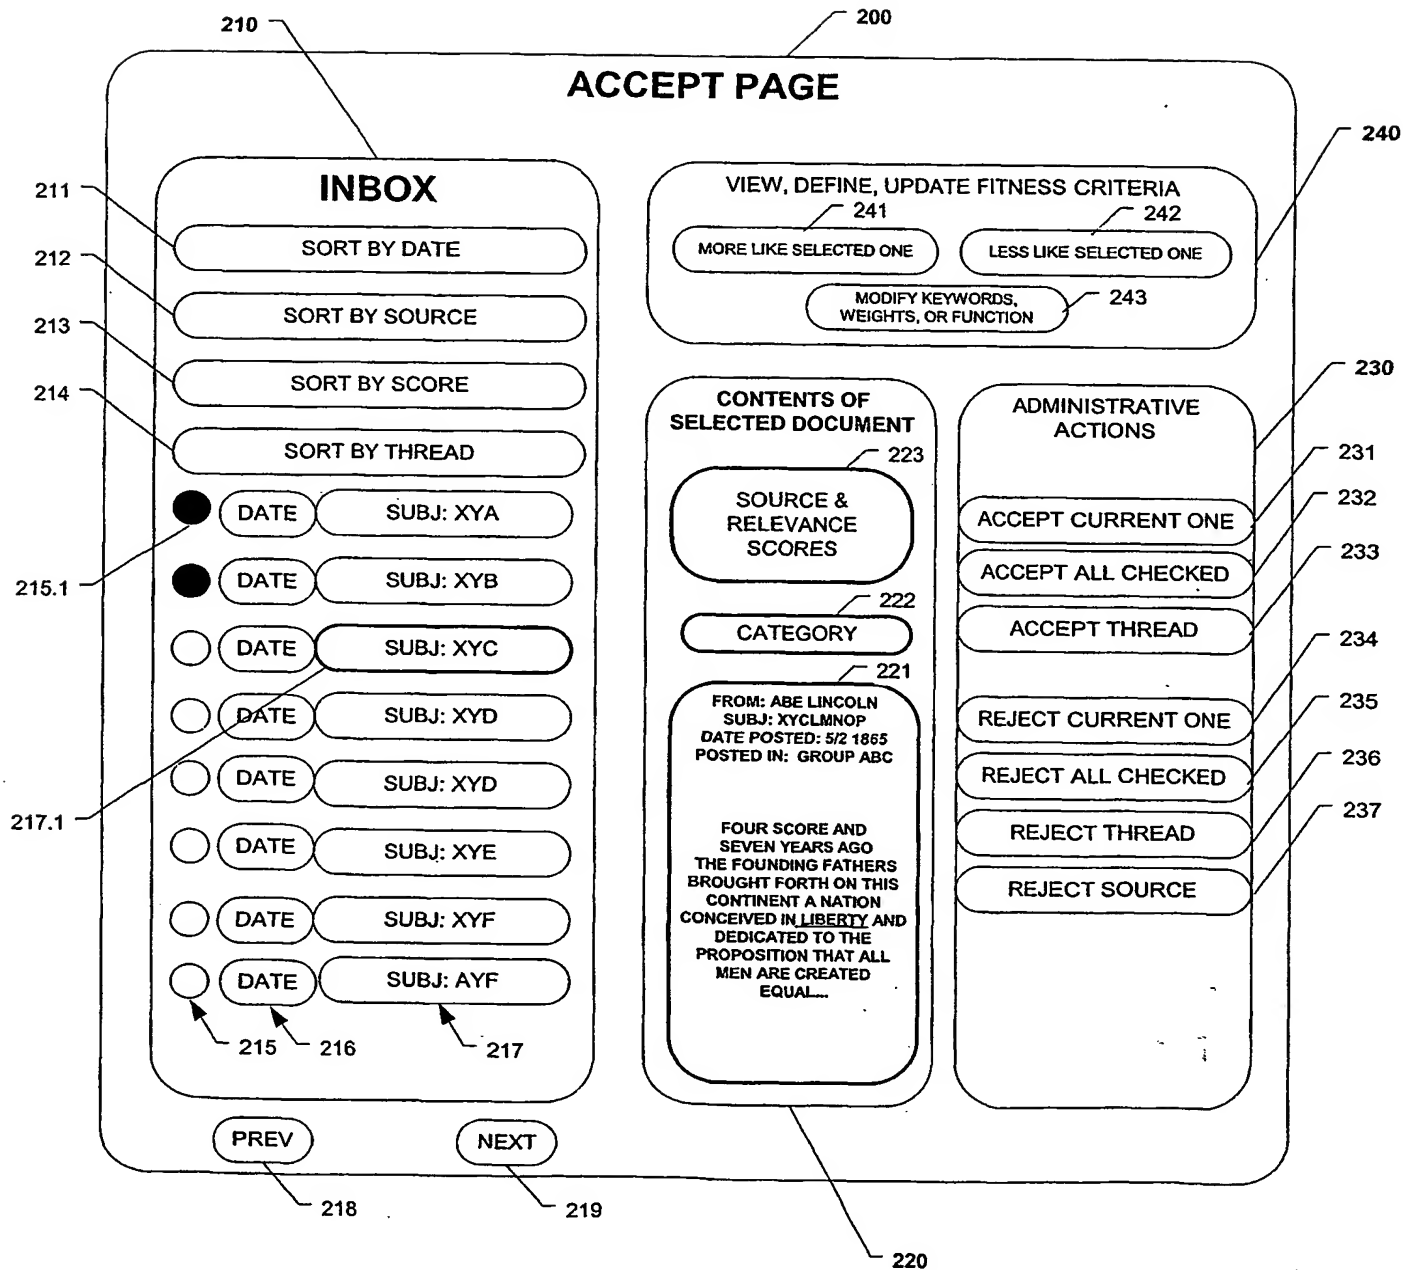 200
ACCEPT PAGE
210
INBOX
211
SORT BY DATE
212
SORT BY SOURCE
213
SORT BY SCORE
214
SORT BY THREAD
DATE SUBJ: XYA
215.1
DATE SUBJ: XYB
DATE SUBJ: XYC
DATE SUBJ: XYD
DATE SUBJ: XYD
217.1
DATE SUBJ: XYE
DATE SUBJ: XYF
DATE SUBJ: AYF
215 216 217
PREV NEXT
218 219
240
VIEW, DEFINE, UPDATE FITNESS CRITERIA
241 242
MORE LIKE SELECTED ONE LESS LIKE SELECTED ONE
243
MODIFY KEYWORDS,
WEIGHTS, OR FUNCTION
CONTENTS OF
SELECTED DOCUMENT
223
SOURCE &
RELEVANCE
SCORES
222
CATEGORY
221
FROM: ABE LINCOLN
SUBJ: XYCLMNOP
DATE POSTED: 5/2 1865
POSTED IN: GROUP ABC
FOUR SCORE AND
SEVEN YEARS AGO
THE FOUNDING FATHERS
BROUGHT FORTH ON THIS
CONTINENT A NATION
CONCEIVED IN LIBERTY AND
DEDICATED TO THE
PROPOSITION THAT ALL
MEN ARE CREATED
EQUAL...
220
230
ADMINISTRATIVE
ACTIONS
231
ACCEPT CURRENT ONE
232
ACCEPT ALL CHECKED
233
ACCEPT THREAD
234
REJECT CURRENT ONE
235
REJECT ALL CHECKED
236
REJECT THREAD
237
REJECT SOURCE